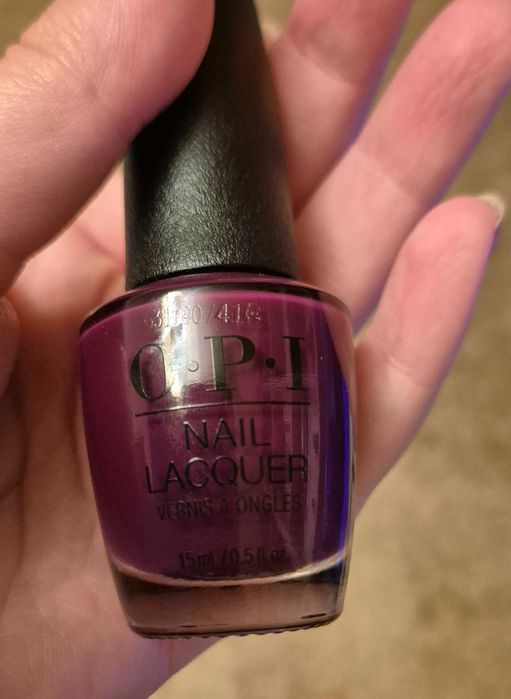 O·P·I
NAIL
LACQUER
VERNIS À ONGLES
15ml / 0.5 fl.oz